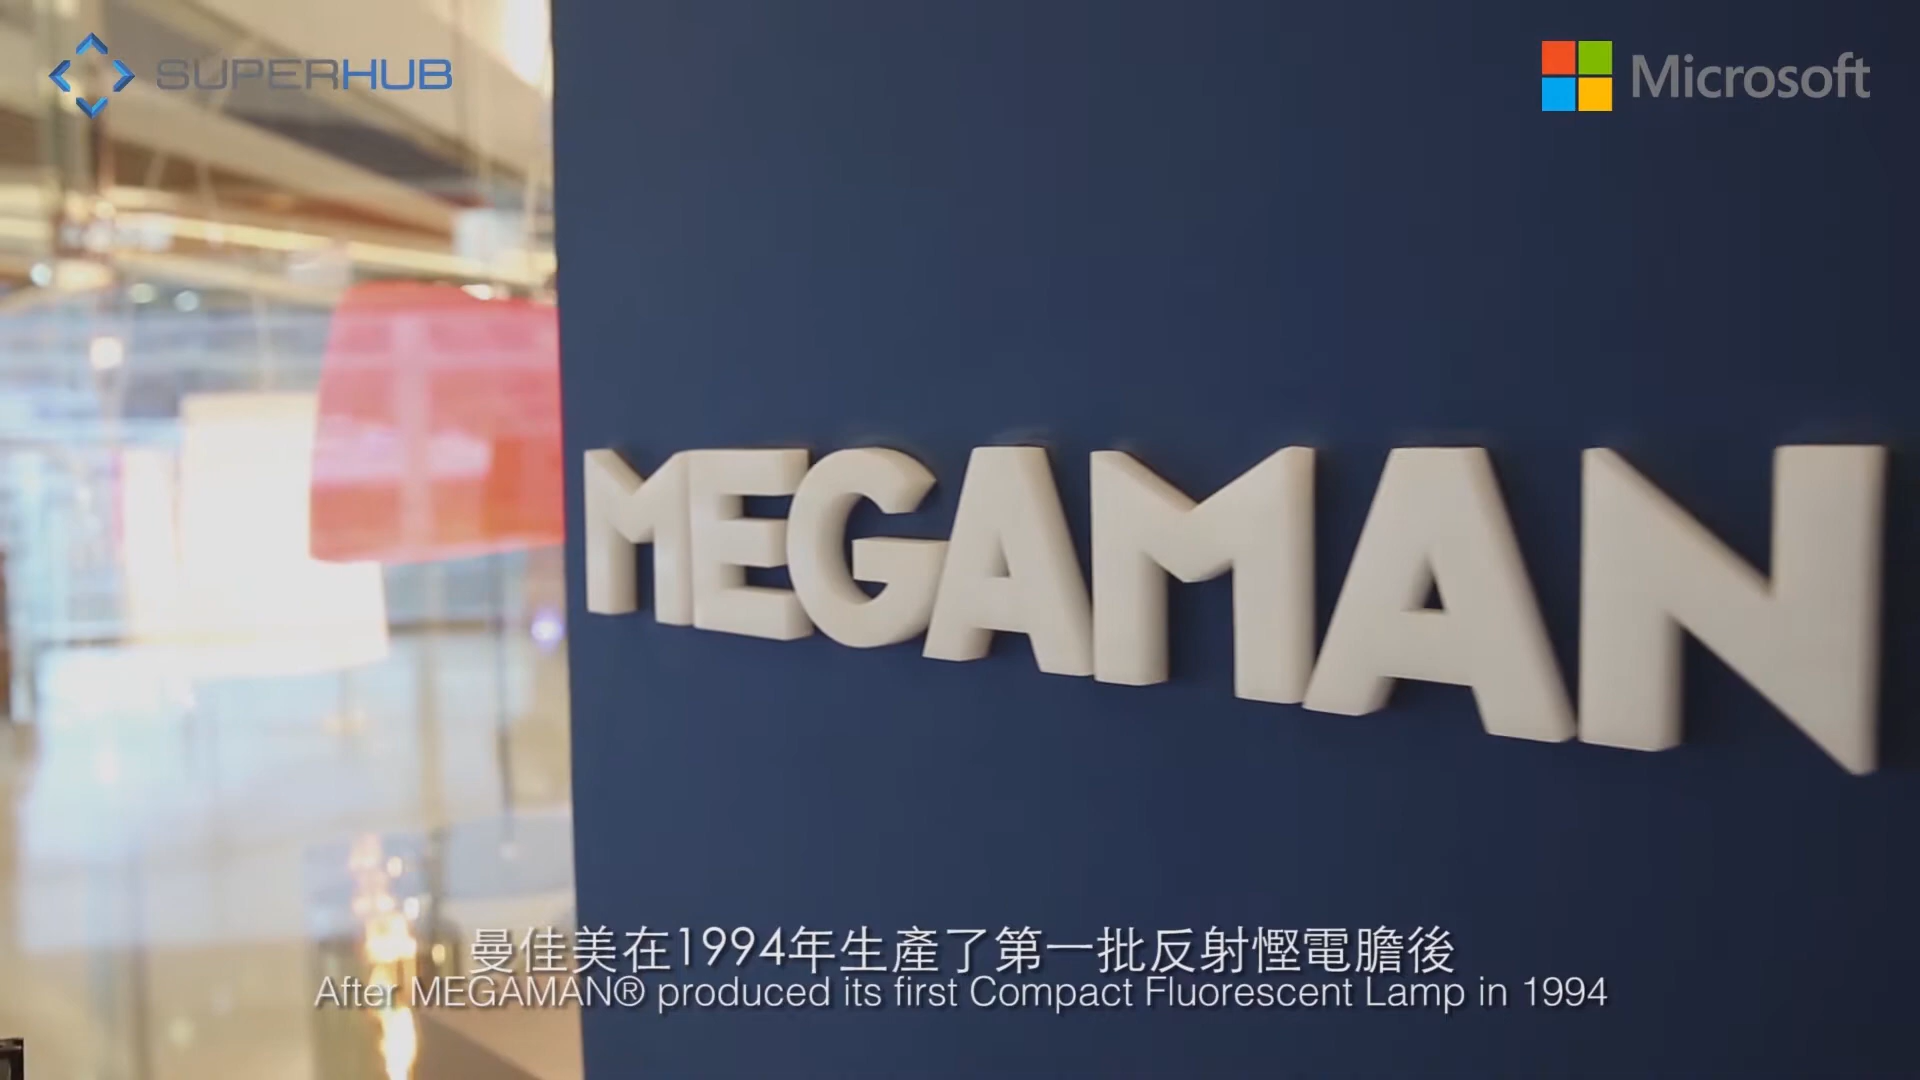 SUPERHUB
Microsoft
MEGAMAN
曼佳美在1994年生產了第一批反射慳電膽後
After MEGAMAN® produced its first Compact Fluorescent Lamp in 1994